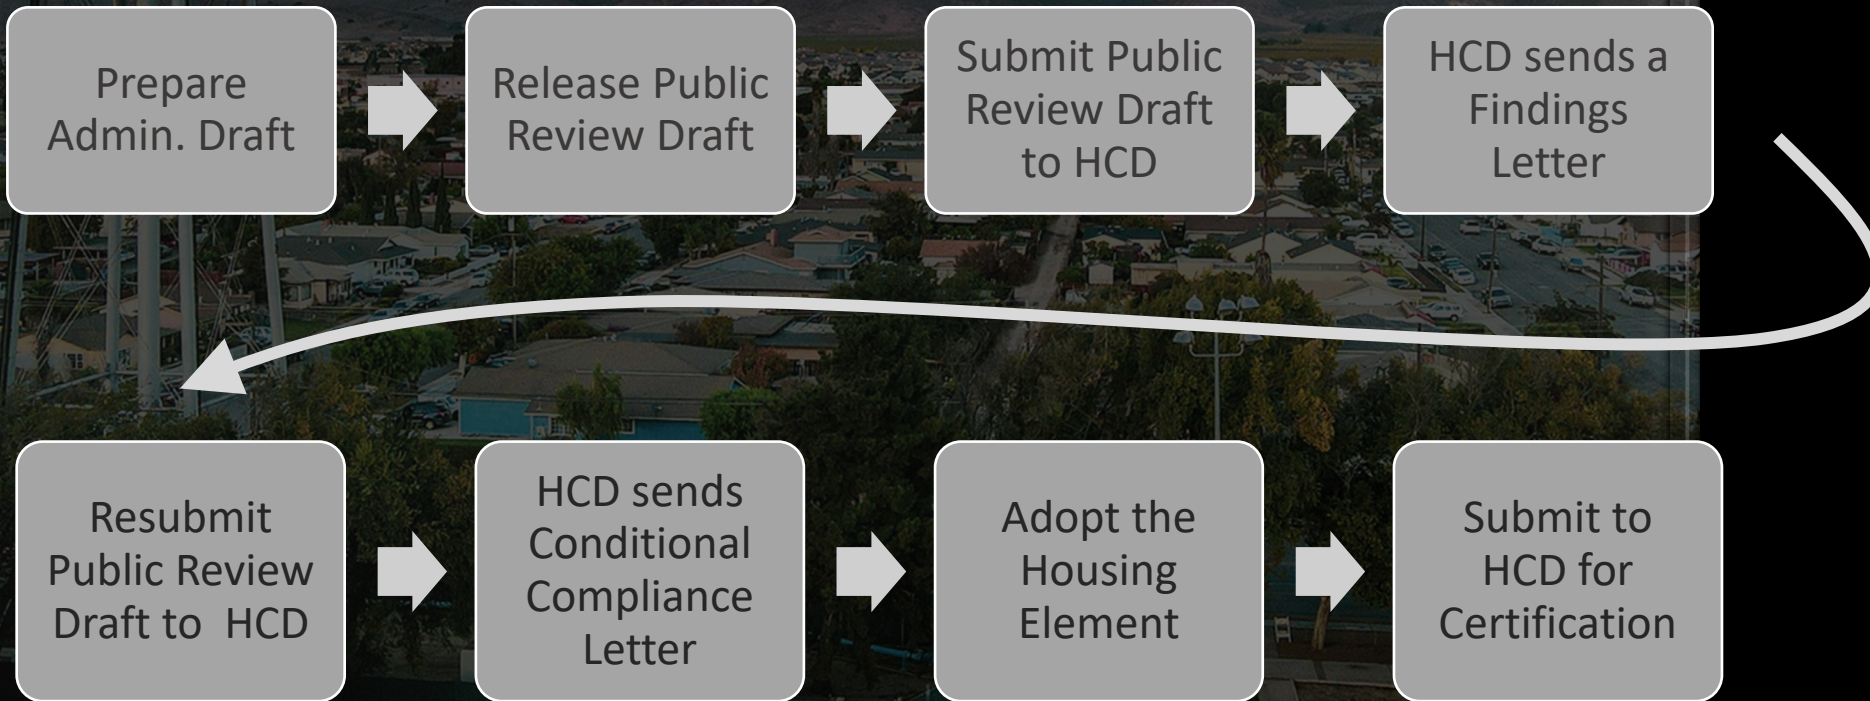 Prepare
Admin. Draft
Release Public
Review Draft
Submit Public
Review Draft
to HCD
HCD sends a
Findings
Letter
Resubmit
Public Review
Draft to  HCD
HCD sends
Conditional
Compliance
Letter
Adopt the
Housing
Element
Submit to
HCD for
Certification